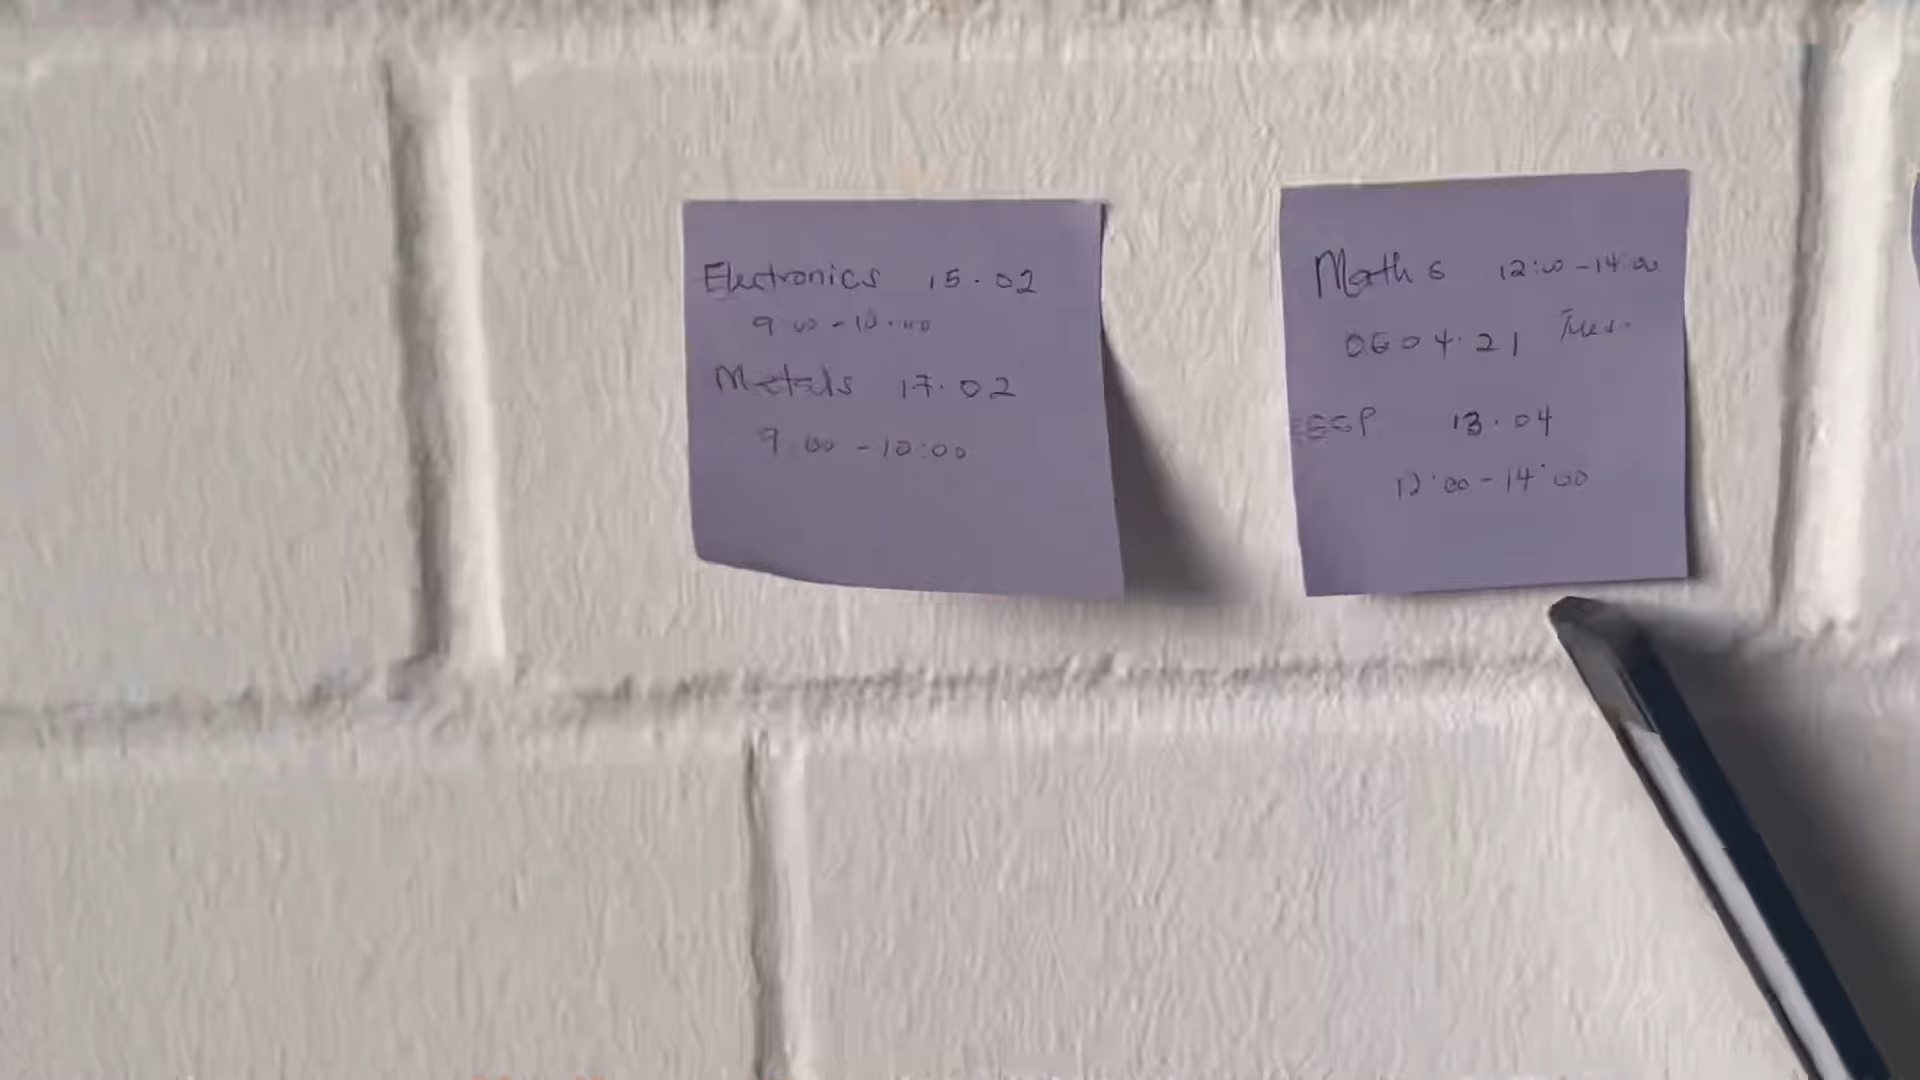 Electronics 15.02
9:00-10:00
Metals 17.02
9:00-10:00
Maths 12:00-14:00
06 04.21 Tues.
13.04
12:00-14:00